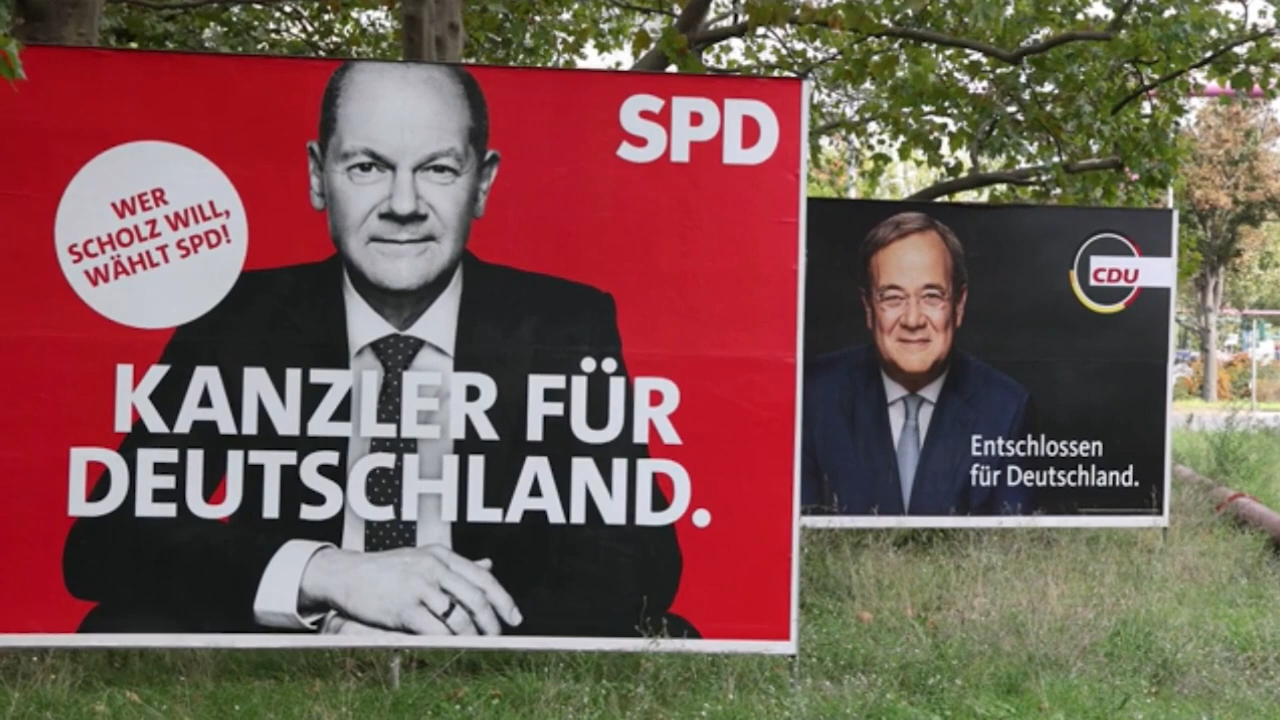 SPD
WER
SCHOLZ WILL,
WÄHLT SPD!
KANZLER FÜR
DEUTSCHLAND.
CDU
Entschlossen
für Deutschland.